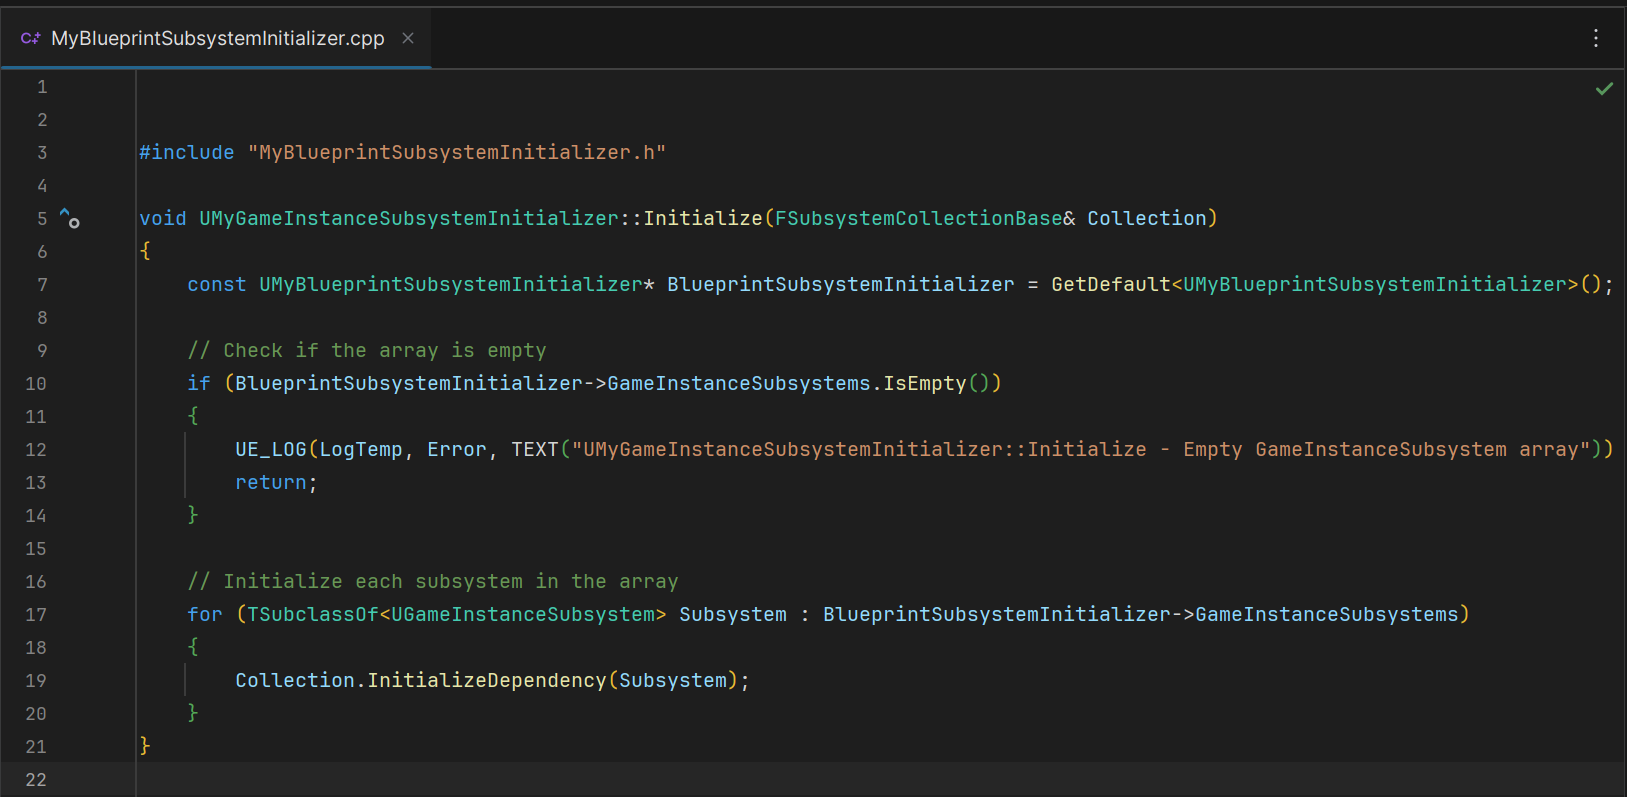 C++ MyBlueprintSubsystemInitializer.cpp ×
1
2
3 #include "MyBlueprintSubsystemInitializer.h"
4
5 void UMyGameInstanceSubsystemInitializer::Initialize(FSubsystemCollectionBase& Collection)
6 {
7     const UMyBlueprintSubsystemInitializer* BlueprintSubsystemInitializer = GetDefault<UMyBlueprintSubsystemInitializer>();
8
9     // Check if the array is empty
10     if (BlueprintSubsystemInitializer->GameInstanceSubsystems.IsEmpty())
11     {
12         UE_LOG(LogTemp, Error, TEXT("UMyGameInstanceSubsystemInitializer::Initialize - Empty GameInstanceSubsystem array"))
13         return;
14     }
15
16     // Initialize each subsystem in the array
17     for (TSubclassOf<UGameInstanceSubsystem> Subsystem : BlueprintSubsystemInitializer->GameInstanceSubsystems)
18     {
19         Collection.InitializeDependency(Subsystem);
20     }
21 }
22